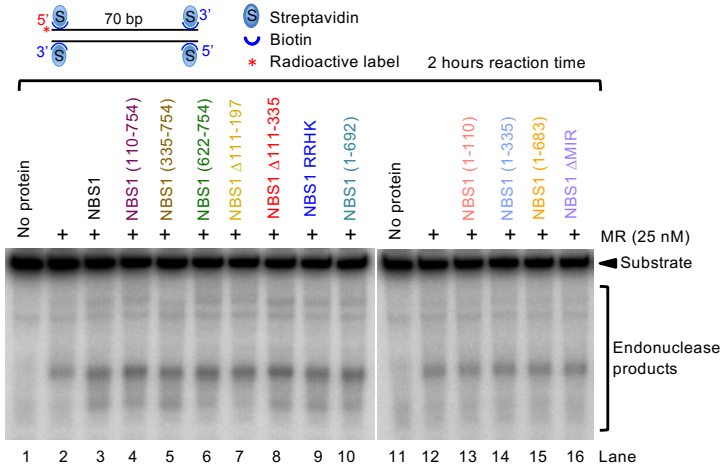 5’ 70 bp 3’
S S
*
3’ S S 5’
S Streptavidin
Biotin
* Radioactive label
2 hours reaction time
No protein
NBS1
NBS1 (110-754)
NBS1 (335-754)
NBS1 (622-754)
NBS1 Δ111-197
NBS1 Δ111-335
NBS1 RRHK
NBS1 (1-692)
No protein
NBS1 (1-110)
NBS1 (1-335)
NBS1 (1-683)
NBS1 ΔMIR
+ + + + + + + + + + + + + + MR (25 nM)
Substrate
Endonuclease
products
1 2 3 4 5 6 7 8 9 10 11 12 13 14 15 16 Lane